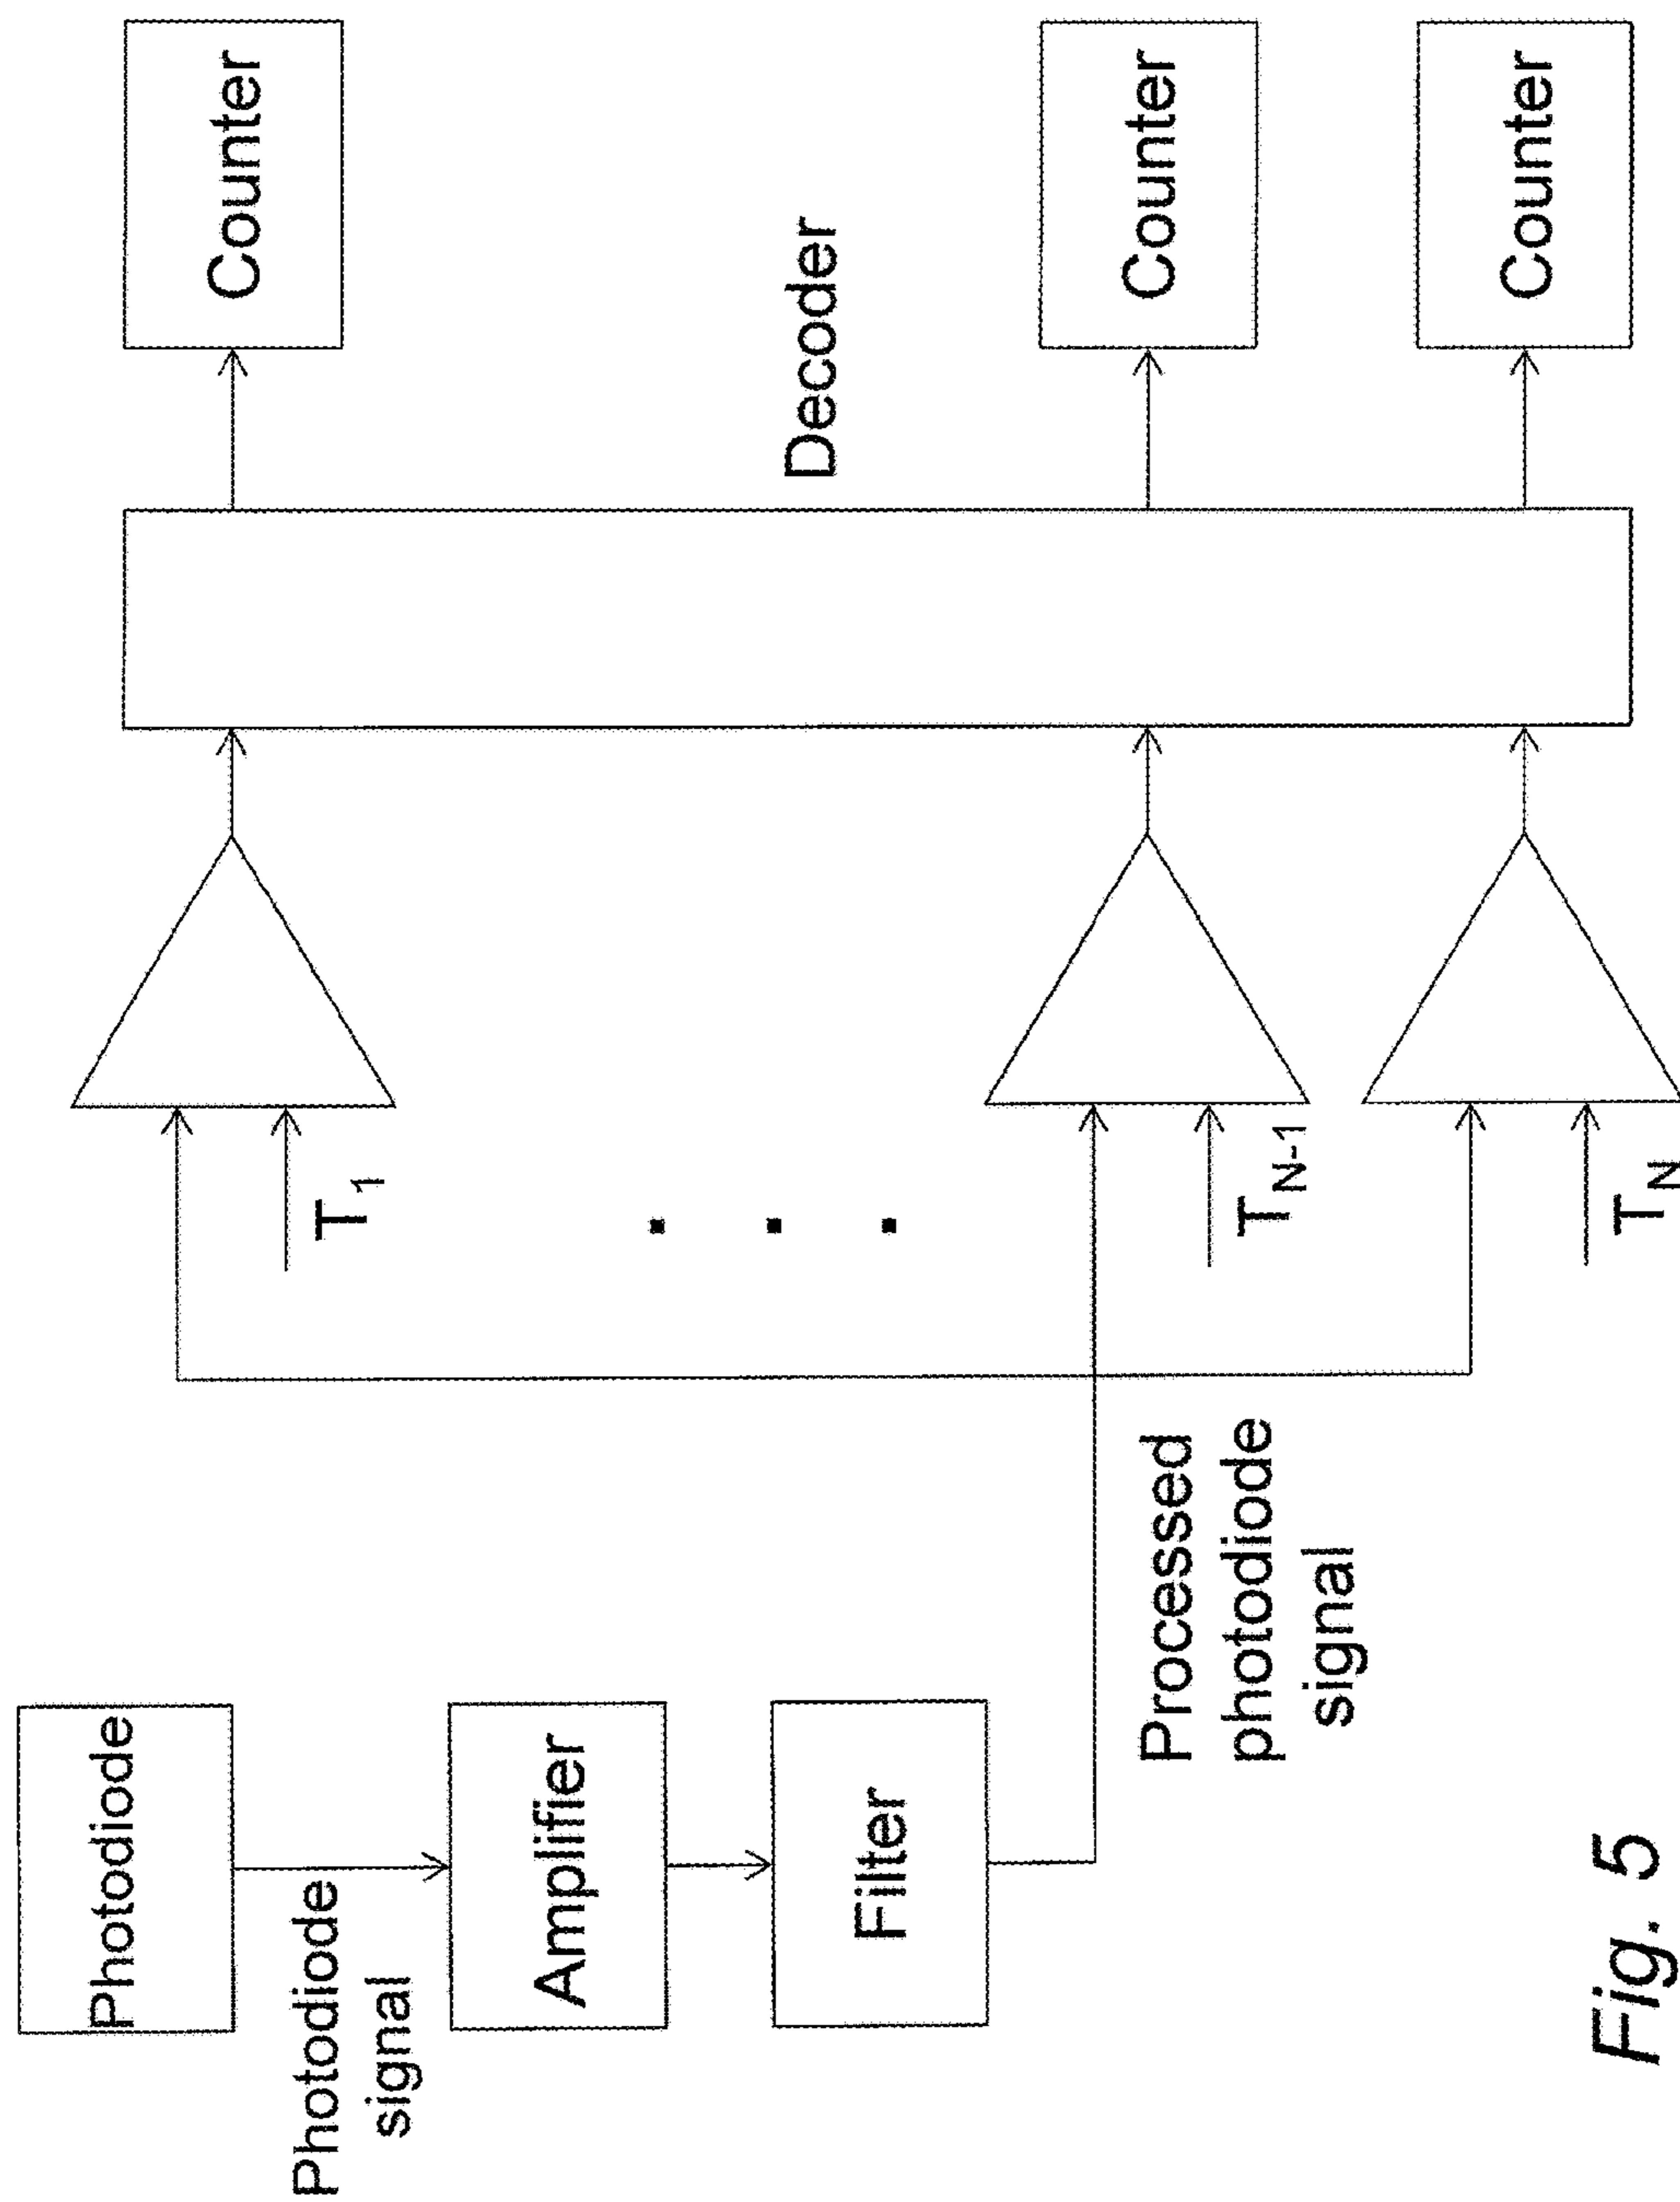 Photodiode
Photodiode
signal
Amplifier
Filter
Processed
photodiode
signal
T1
. . .
TN-1
TN
Decoder
Counter
Counter
Counter
Fig. 5